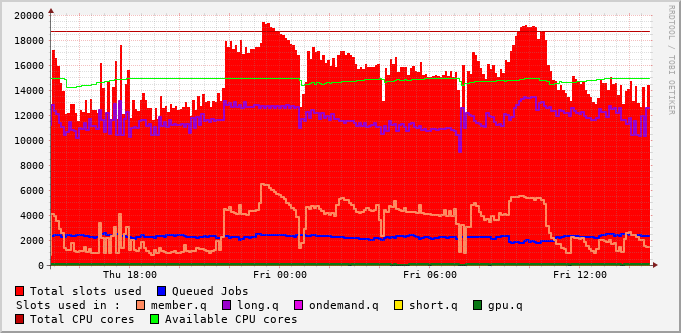 20000
18000
16000
14000
12000
10000
8000
6000
4000
2000
0
Thu 18:00 Fri 00:00 Fri 06:00 Fri 12:00
RRDTOOL / TOBI OETIKER
Total slots used Queued Jobs
Slots used in : member.q long.q ondemand.q short.q gpu.q
Total CPU cores Available CPU cores